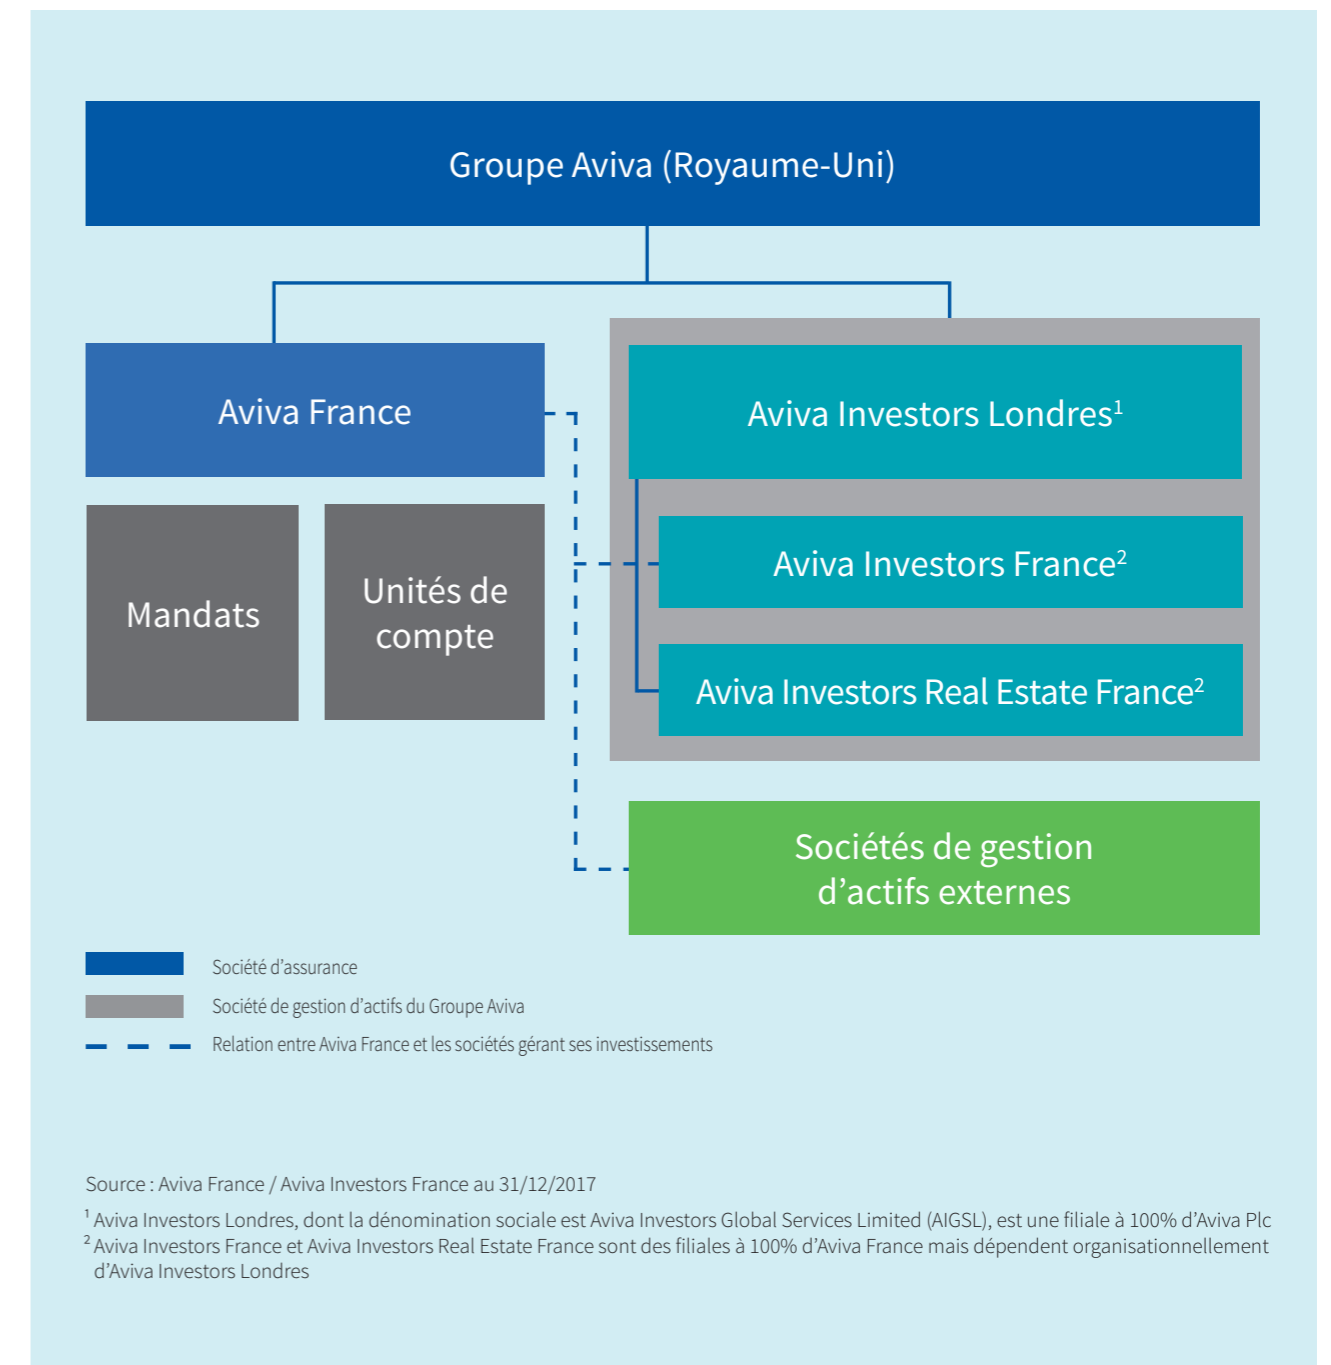 Groupe Aviva (Royaume-Uni)
Aviva France
Aviva Investors Londres¹
Mandats
Unités de
compte
Aviva Investors France²
Aviva Investors Real Estate France²
Sociétés de gestion
d’actifs externes
Société d’assurance
Société de gestion d’actifs du Groupe Aviva
Relation entre Aviva France et les sociétés gérant ses investissements
Source : Aviva France / Aviva Investors France au 31/12/2017
¹ Aviva Investors Londres, dont la dénomination sociale est Aviva Investors Global Services Limited (AIGSL), est une filiale à 100% d’Aviva Plc
² Aviva Investors France et Aviva Investors Real Estate France sont des filiales à 100% d’Aviva France mais dépendent organisationnellement
d’Aviva Investors Londres